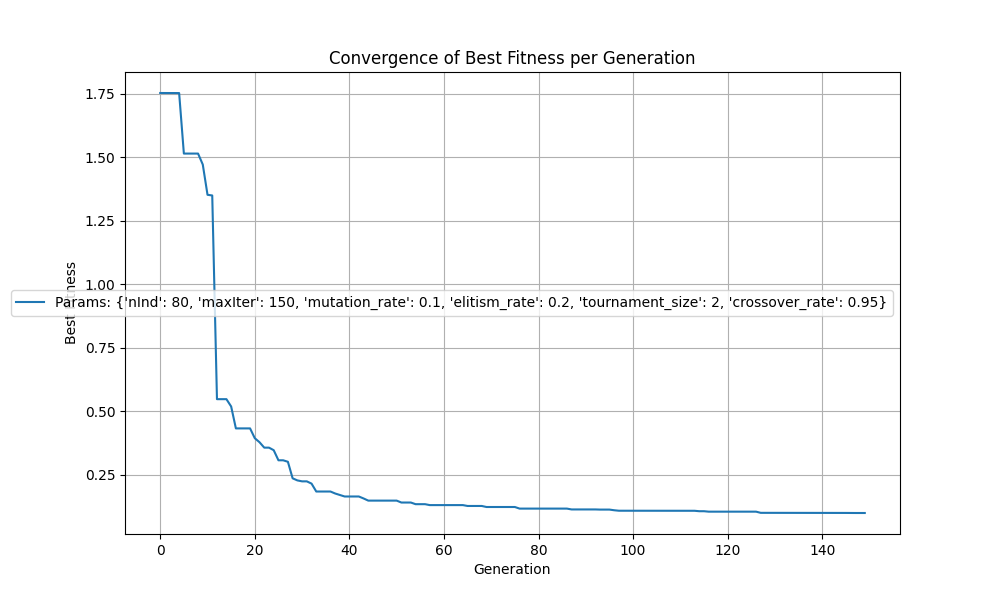 Convergence of Best Fitness per Generation
1.75
1.50
1.25
1.00
0.75
0.50
0.25
Best Fitness
Params: {'nInd': 80, 'maxIter': 150, 'mutation_rate': 0.1, 'elitism_rate': 0.2, 'tournament_size': 2, 'crossover_rate': 0.95}
0 20 40 60 80 100 120 140
Generation